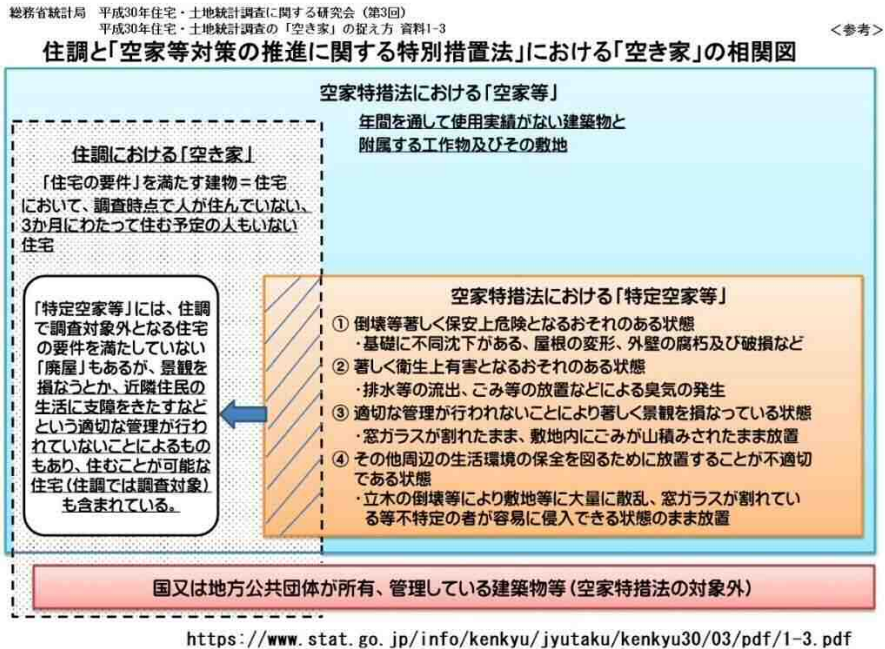 総務省統計局　平成30年住宅・土地統計調査に関する研究会（第3回）
平成30年住宅・土地統計調査の「空き家」の捉え方 資料1-3
＜参考＞
住調と「空家等対策の推進に関する特別措置法」における「空き家」の相関図
空家特措法における「空家等」
年間を通して使用実績がない建築物と
附属する工作物及びその敷地
住調における「空き家」
「住宅の要件」を満たす建物＝住宅
において、調査時点で人が住んでいない、
3か月にわたって住む予定の人もいない
住宅
「特定空家等」には、住調
で調査対象外となる住宅
の要件を満たしていない
「廃屋」もあるが、景観を
損なうとか、近隣住民の
生活に支障をきたすなど
という適切な管理が行わ
れていないことによるもの
もあり、住むことが可能な
住宅（住調では調査対象）
も含まれている。
空家特措法における「特定空家等」
① 倒壊等著しく保安上危険となるおそれのある状態
・基礎に不同沈下がある、屋根の変形、外壁の腐朽及び破損など
② 著しく衛生上有害となるおそれのある状態
・排水等の流出、ごみ等の放置などによる臭気の発生
③ 適切な管理が行われないことにより著しく景観を損なっている状態
・窓ガラスが割れたまま、敷地内にごみが山積みされたまま放置
④ その他周辺の生活環境の保全を図るために放置することが不適切
である状態
・立木の倒壊等により敷地等に大量に散乱、窓ガラスが割れてい
る等不特定の者が容易に侵入できる状態のまま放置
国又は地方公共団体が所有、管理している建築物等（空家特措法の対象外）
https://www.stat.go.jp/info/kenkyu/jyutaku/kenkyu30/03/pdf/1-3.pdf